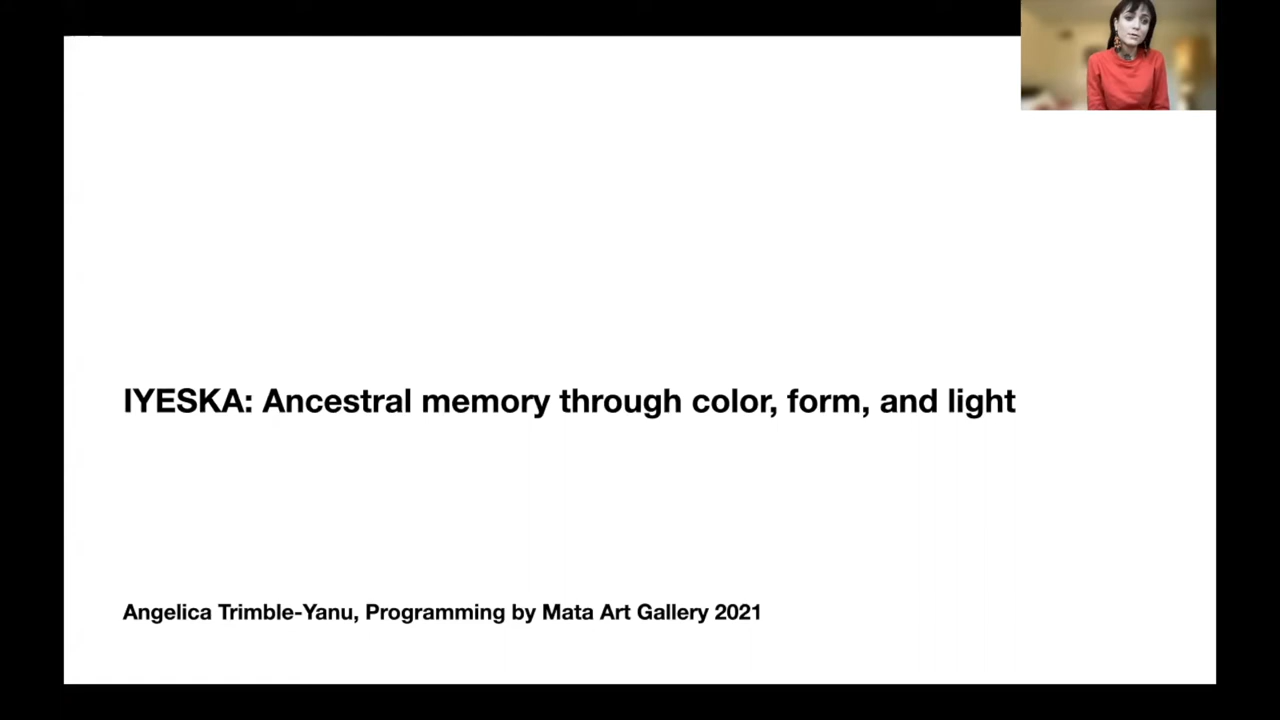 IYESKA: Ancestral memory through color, form, and light
Angelica Trimble-Yanu, Programming by Mata Art Gallery 2021